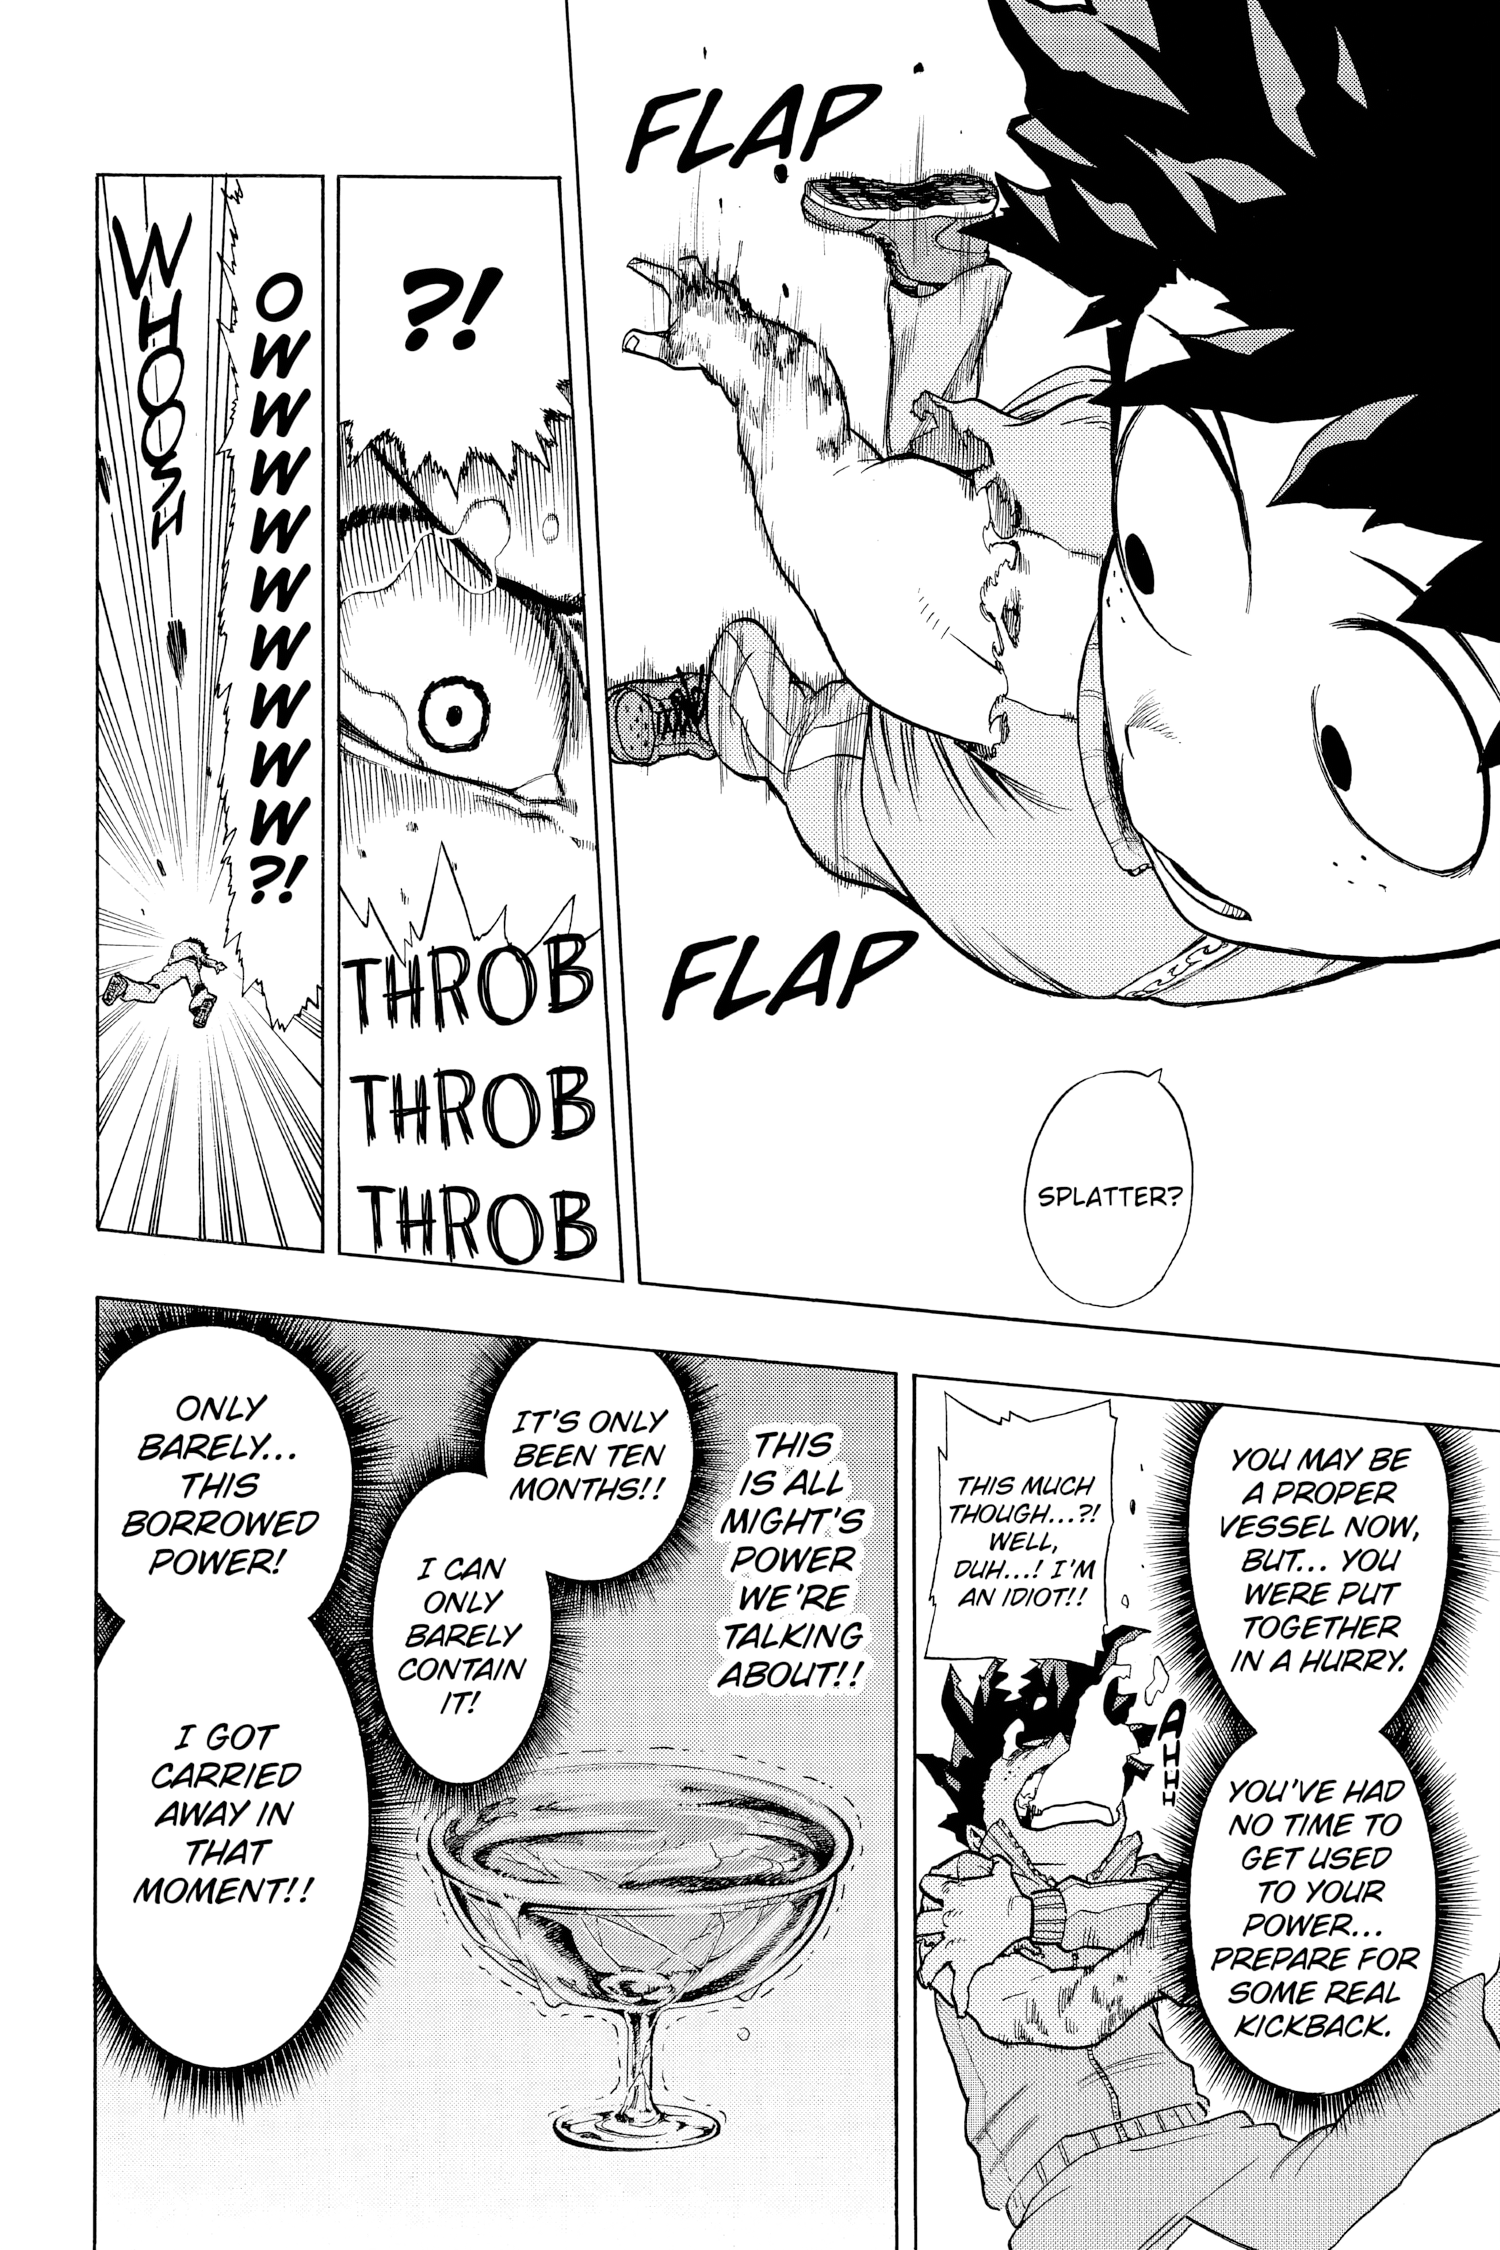 FLAP
FLAP
SPLATTER?
?!
THROB
THROB
THROB
OWWWWWWWW?!
WHOOSH
YOU MAY BE
A PROPER
VESSEL NOW,
BUT... YOU
WERE PUT
TOGETHER
IN A HURRY.
YOU'VE HAD
NO TIME TO
GET USED
TO YOUR
POWER...
PREPARE FOR
SOME REAL
KICKBACK.
AHHH
THIS MUCH
THOUGH...?!
WELL,
DUH...! I'M
AN IDIOT!!
THIS
IS ALL
MIGHT'S
POWER
WE'RE
TALKING
ABOUT!!
IT'S ONLY
BEEN TEN
MONTHS!!
I CAN
ONLY
BARELY
CONTAIN
IT!
ONLY
BARELY...
THIS
BORROWED
POWER!
I GOT
CARRIED
AWAY IN
THAT
MOMENT!!